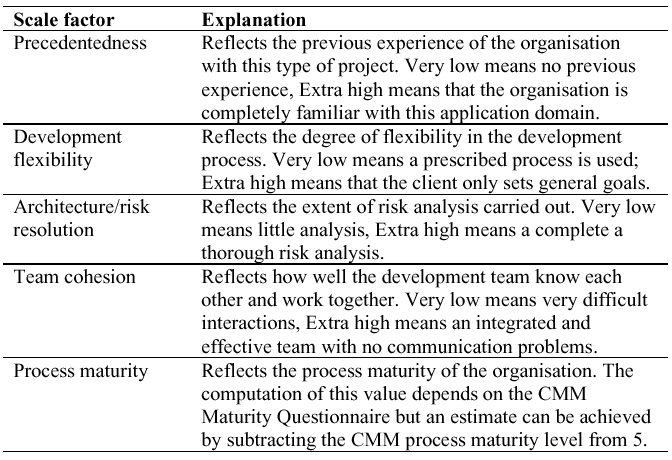 Scale factor Explanation
Precedentedness Reflects the previous experience of the organisation
with this type of project. Very low means no previous
experience, Extra high means that the organisation is
completely familiar with this application domain.
Development Reflects the degree of flexibility in the development
flexibility process. Very low means a prescribed process is used;
Extra high means that the client only sets general goals.
Architecture/risk Reflects the extent of risk analysis carried out. Very low
resolution means little analysis, Extra high means a complete a
thorough risk analysis.
Team cohesion Reflects how well the development team know each
other and work together. Very low means very difficult
interactions, Extra high means an integrated and
effective team with no communication problems.
Process maturity Reflects the process maturity of the organisation. The
computation of this value depends on the CMM
Maturity Questionnaire but an estimate can be achieved
by subtracting the CMM process maturity level from 5.